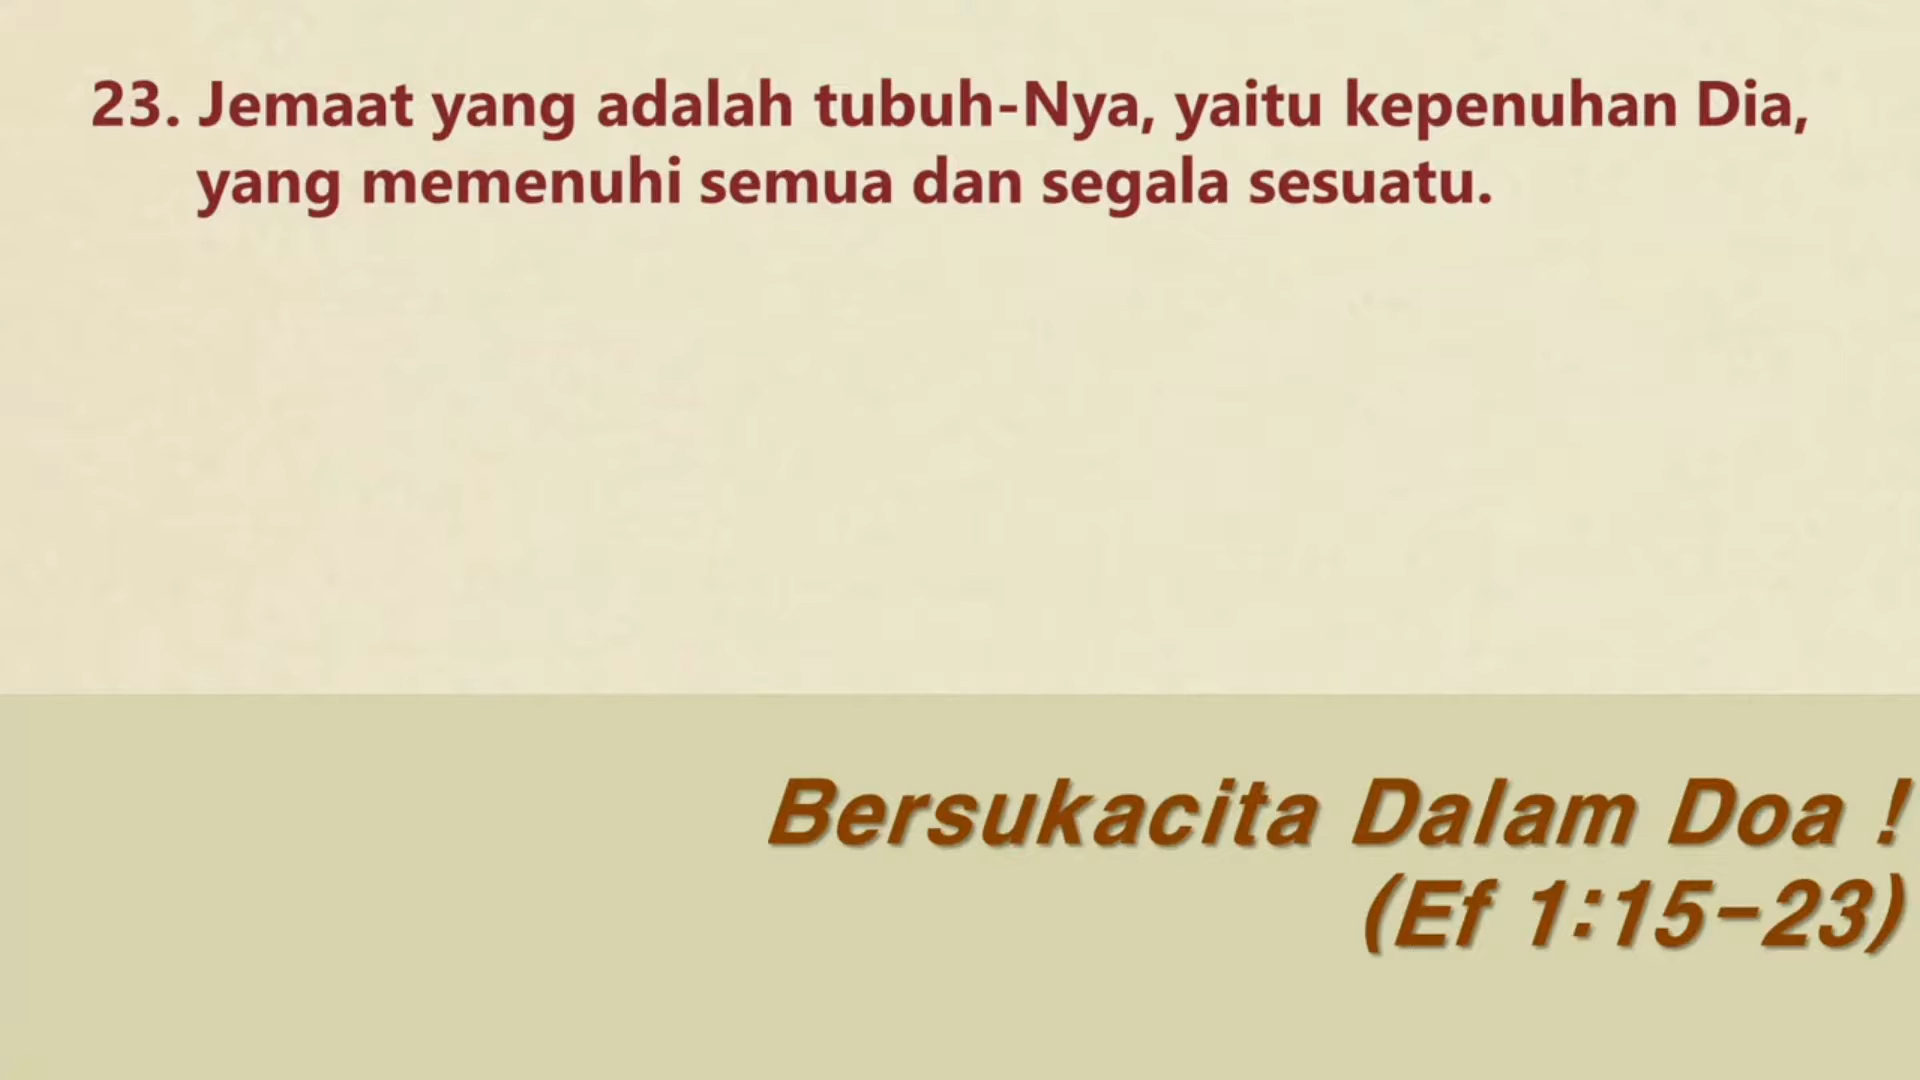 23. Jemaat yang adalah tubuh-Nya, yaitu kepenuhan Dia,
yang memenuhi semua dan segala sesuatu.
Bersukacita Dalam Doa !
(Ef 1:15-23)